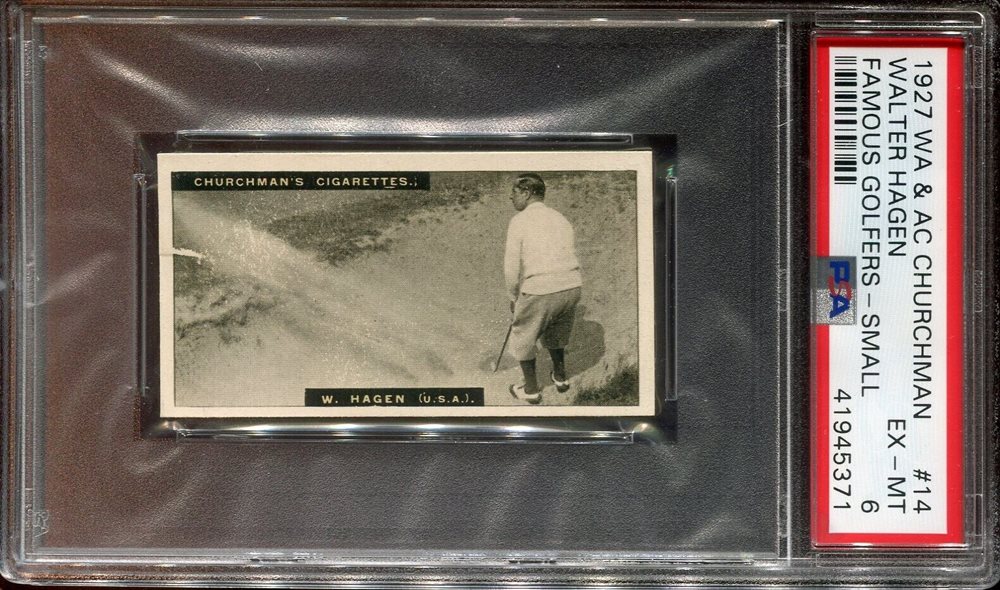 CHURCHMAN'S CIGARETTES.
W. HAGEN (U.S.A.).
1927 WA & AC CHURCHMAN #14
WALTER HAGEN EX – MT
FAMOUS GOLFERS – SMALL 6
PSA 41945371